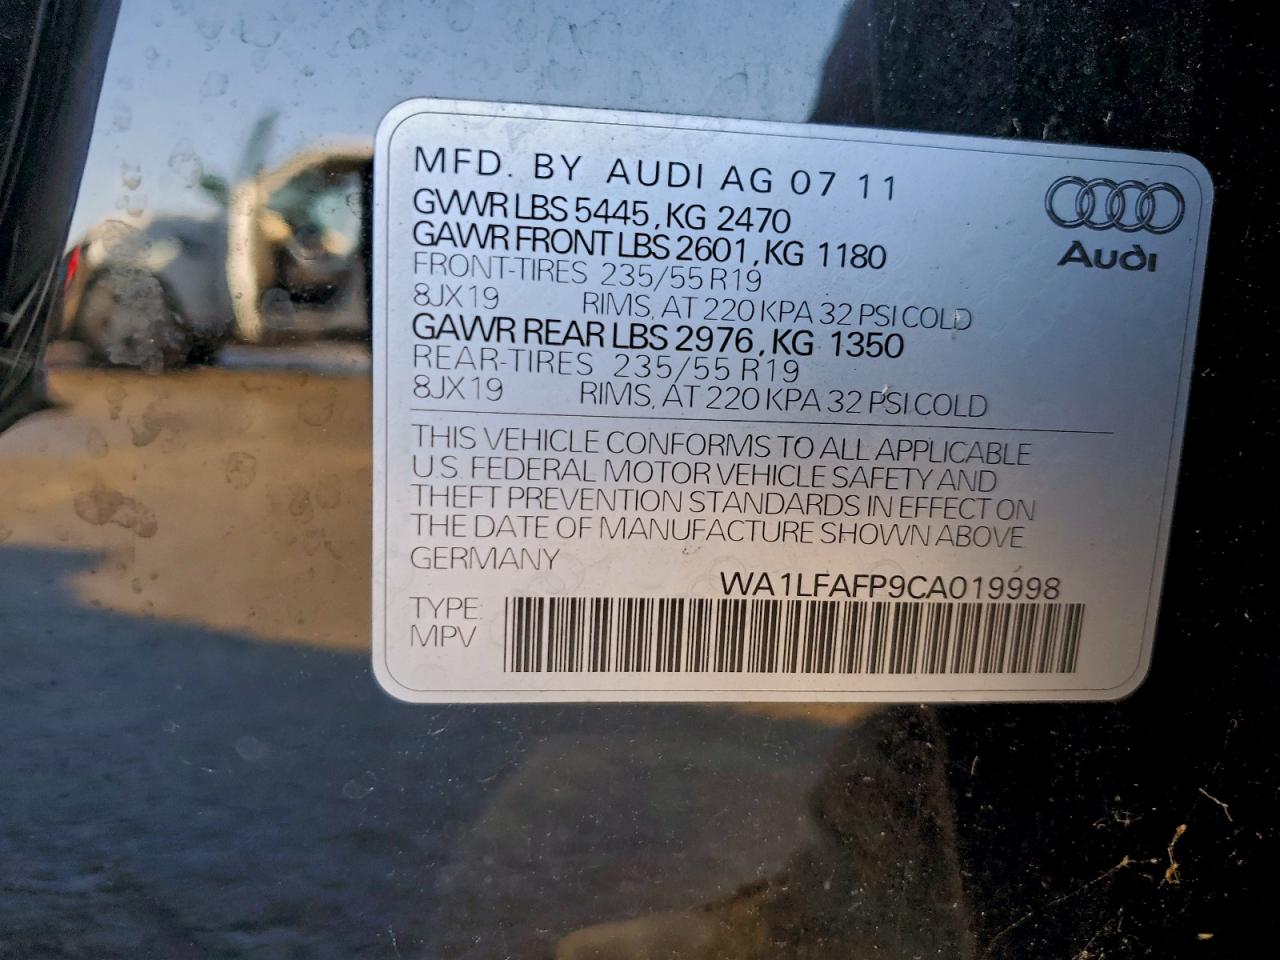 MFD. BY AUDI AG 07 11
GVWR LBS 5445, KG 2470
GAWR FRONT LBS 2601, KG 1180
FRONT-TIRES 235/55 R19
8JX19 RIMS, AT 220 KPA 32 PSI COLD
GAWR REAR LBS 2976, KG 1350
REAR-TIRES 235/55 R19
8JX19 RIMS, AT 220 KPA 32 PSI COLD
Audi
THIS VEHICLE CONFORMS TO ALL APPLICABLE
U.S. FEDERAL MOTOR VEHICLE SAFETY AND
THEFT PREVENTION STANDARDS IN EFFECT ON
THE DATE OF MANUFACTURE SHOWN ABOVE
GERMANY
WA1LFAFP9CA019998
TYPE:
MPV